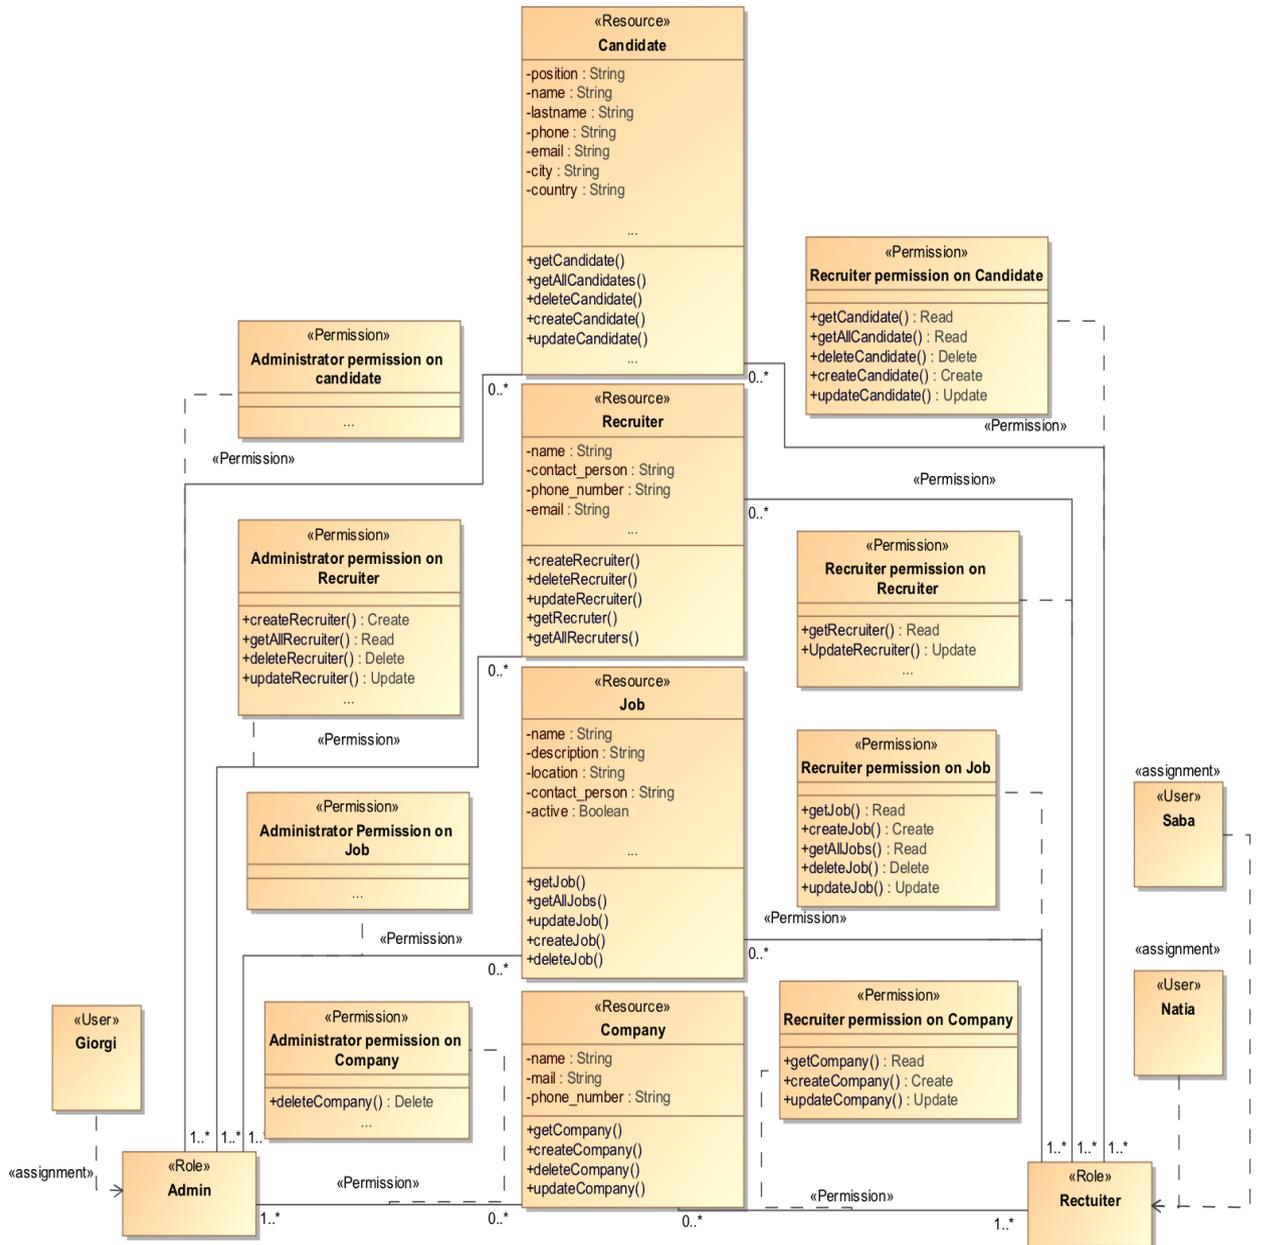 «Resource»
Candidate
-position : String
-name : String
-lastname : String
-phone : String
-email : String
-city : String
-country : String
...
+getCandidate()
+getAllCandidates()
+deleteCandidate()
+createCandidate()
+updateCandidate()
...
0..*
0..*
«Permission»
Recruiter permission on Candidate
+getCandidate() : Read
+getAllCandidate() : Read
+deleteCandidate() : Delete
+createCandidate() : Create
+updateCandidate() : Update
«Permission»
«Permission»
Administrator permission on
candidate
...
«Permission»
«Resource»
Recruiter
-name : String
-contact_person : String
-phone_number : String
-email : String
...
+createRecruiter()
+deleteRecruiter()
+updateRecruiter()
+getRecruter()
+getAllRecruters()
0..*
0..*
«Permission»
«Permission»
Administrator permission on
Recruiter
+createRecruiter() : Create
+getAllRecruiter() : Read
+deleteRecruiter() : Delete
+updateRecruiter() : Update
...
«Permission»
«Permission»
Recruiter permission on
Recruiter
+getRecruiter() : Read
+UpdateRecruiter() : Update
...
«Resource»
Job
-name : String
-description : String
-location : String
-contact_person : String
-active : Boolean
...
+getJob()
+getAllJobs()
+updateJob()
+createJob()
+deleteJob()
0..*
0..*
«Permission»
Recruiter permission on Job
+getJob() : Read
+createJob() : Create
+getAllJobs() : Read
+deleteJob() : Delete
+updateJob() : Update
«Permission»
«Permission»
Administrator Permission on
Job
...
«Permission»
«assignment»
«User»
Saba
«assignment»
«User»
Natia
«User»
Giorgi
«assignment»
«Permission»
Administrator permission on
Company
+deleteCompany() : Delete
...
«Resource»
Company
-name : String
-mail : String
-phone_number : String
+getCompany()
+createCompany()
+deleteCompany()
+updateCompany()
«Permission»
Recruiter permission on Company
+getCompany() : Read
+createCompany() : Create
+updateCompany() : Update
1..*
1..*
1..
«Role»
Admin
«Permission»
1..*
0..*
0..*
«Permission»
1..*
1..*
1..*
1..*
«Role»
Rectuiter